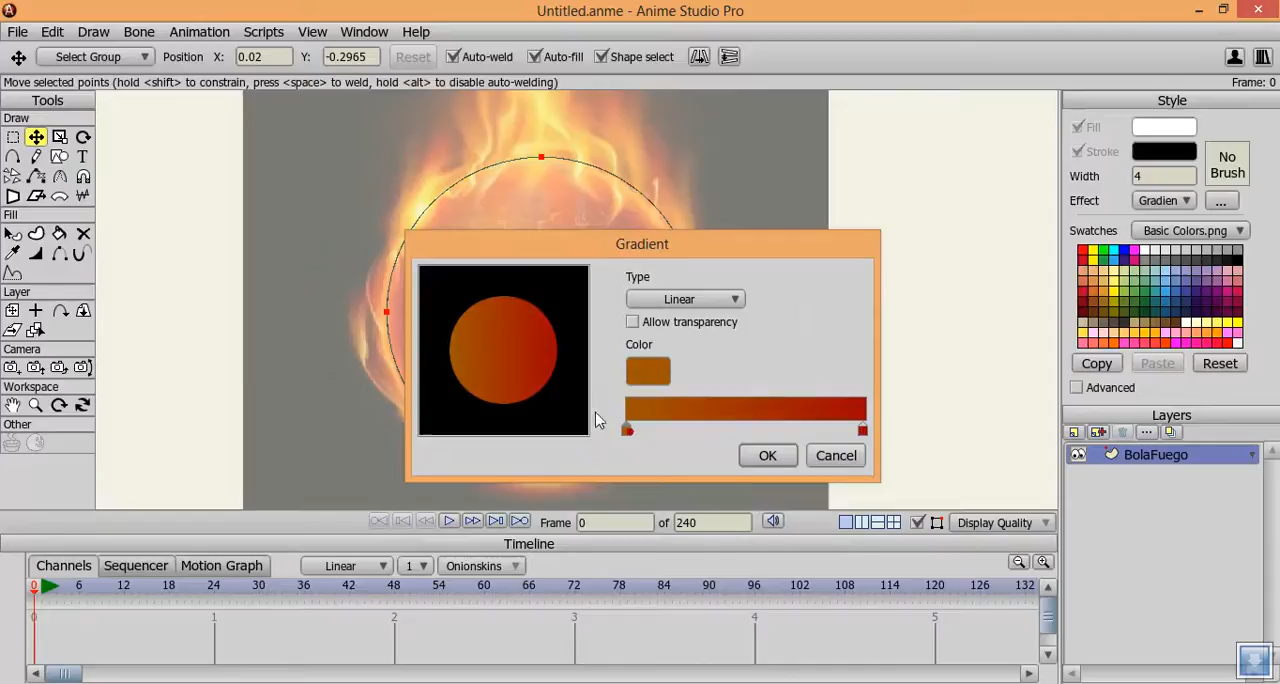 Untitled.anme - Anime Studio Pro
File Edit Draw Bone Animation Scripts View Window Help
Select Group Position X: 0.02 Y: -0.2965 Reset Auto-weld Auto-fill Shape select
Move selected points (hold <shift> to constrain, press <space> to weld, hold <alt> to disable auto-welding) Frame: 0
Tools
Draw
T
Fill
Layer
Camera
Workspace
Other
Style
Fill
Stroke
No
Brush
Width 4
Effect Gradien ...
Swatches Basic Colors.png
Copy Paste Reset
Advanced
Layers
...
BolaFuego
Gradient
Type
Linear
Allow transparency
Color
OK Cancel
Frame 0 of 240 Display Quality
Timeline
Channels Sequencer Motion Graph Linear 1 Onionskins
0 6 12 18 24 30 36 42 48 54 60 66 72 78 84 90 96 102 108 114 120 126 132
0 1 2 3 4 5